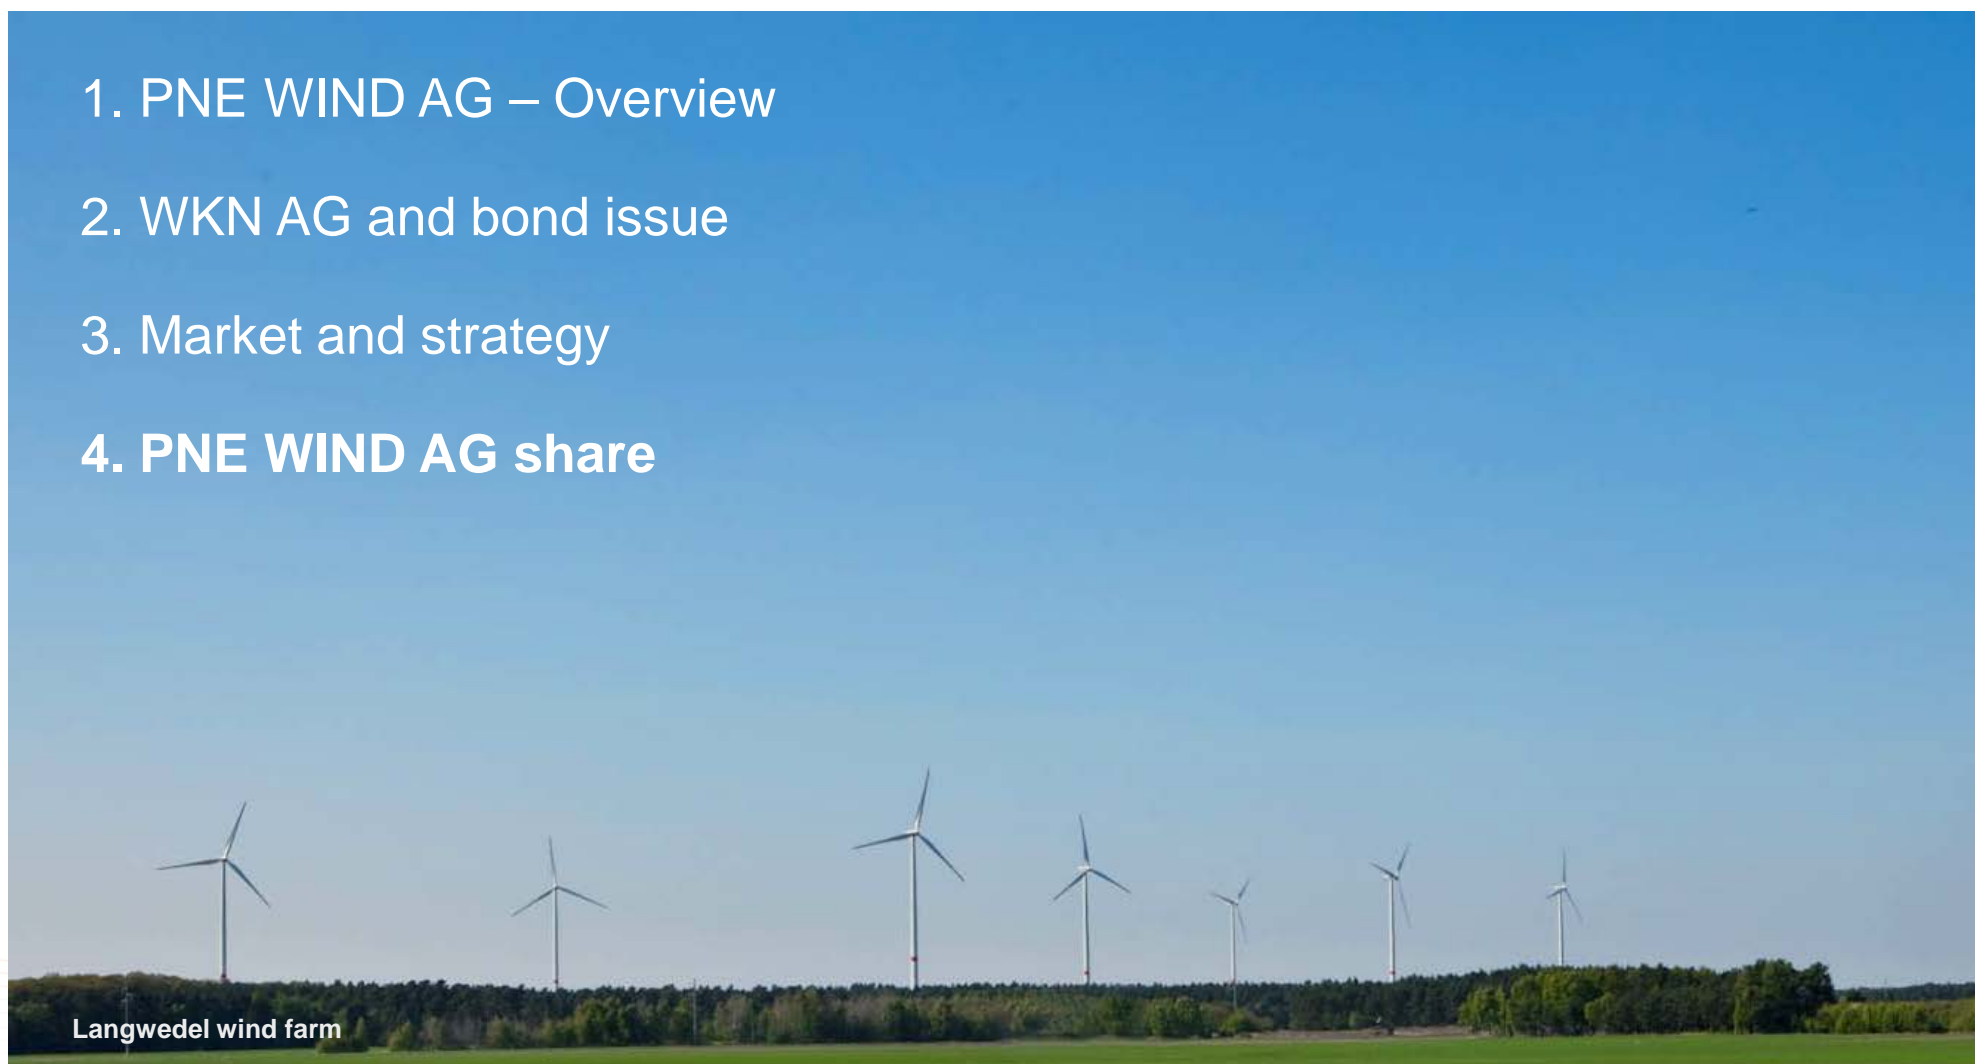 1. PNE WIND AG – Overview
2. WKN AG and bond issue
3. Market and strategy
4. PNE WIND AG share
Langwedel wind farm